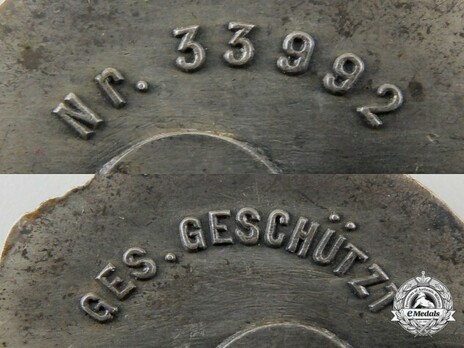 Nr. 33992
GES. GESCHÜTZT
eMedals